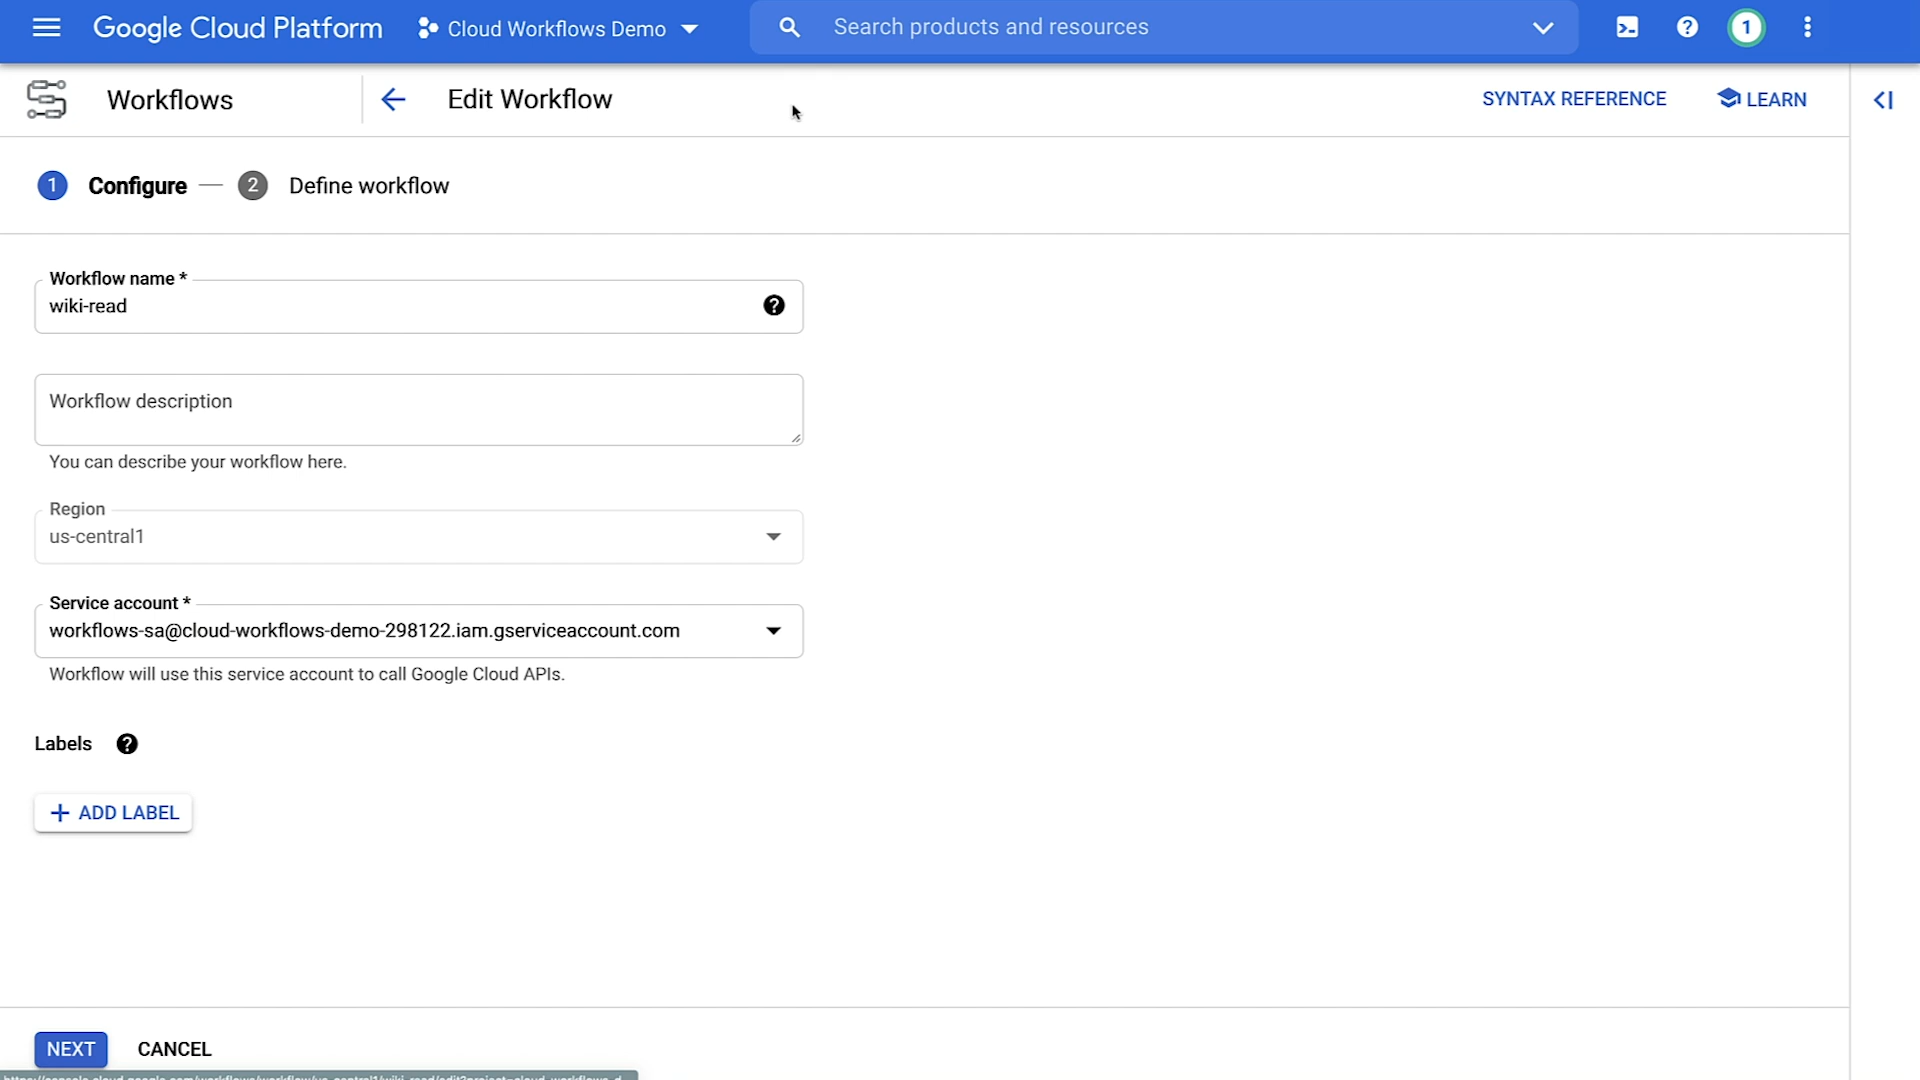 Google Cloud Platform
Cloud Workflows Demo
Search products and resources
1
Workflows
Edit Workflow
SYNTAX REFERENCE
LEARN
1 Configure
2 Define workflow
Workflow name *
wiki-read
Workflow description
You can describe your workflow here.
Region
us-central1
Service account *
workflows-sa@cloud-workflows-demo-298122.iam.gserviceaccount.com
Workflow will use this service account to call Google Cloud APIs.
Labels
ADD LABEL
NEXT
CANCEL